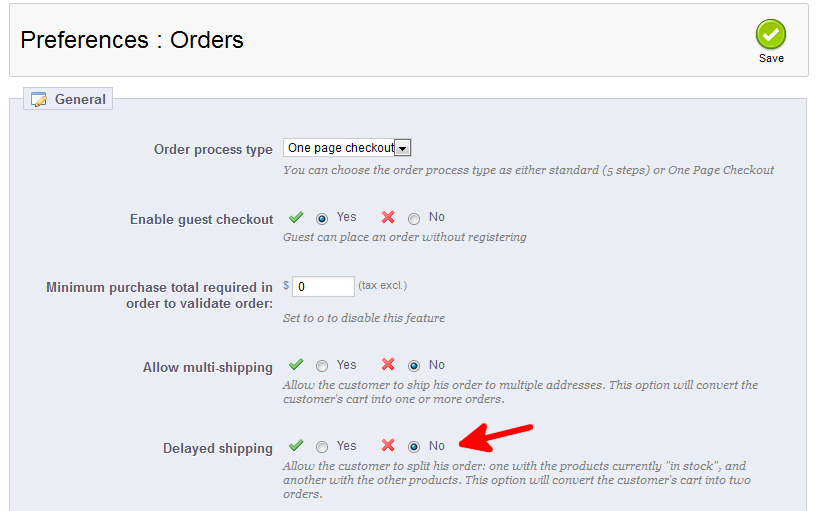 Preferences : Orders
Save
General
Order process type
One page checkout
You can choose the order process type as either standard (5 steps) or One Page Checkout
Enable guest checkout
Yes
No
Guest can place an order without registering
Minimum purchase total required in
order to validate order:
$
0
(tax excl.)
Set to 0 to disable this feature
Allow multi-shipping
Yes
No
Allow the customer to ship his order to multiple addresses. This option will convert the
customer's cart into one or more orders.
Delayed shipping
Yes
No
Allow the customer to split his order: one with the products currently "in stock", and
another with the other products. This option will convert the customer's cart into two
orders.